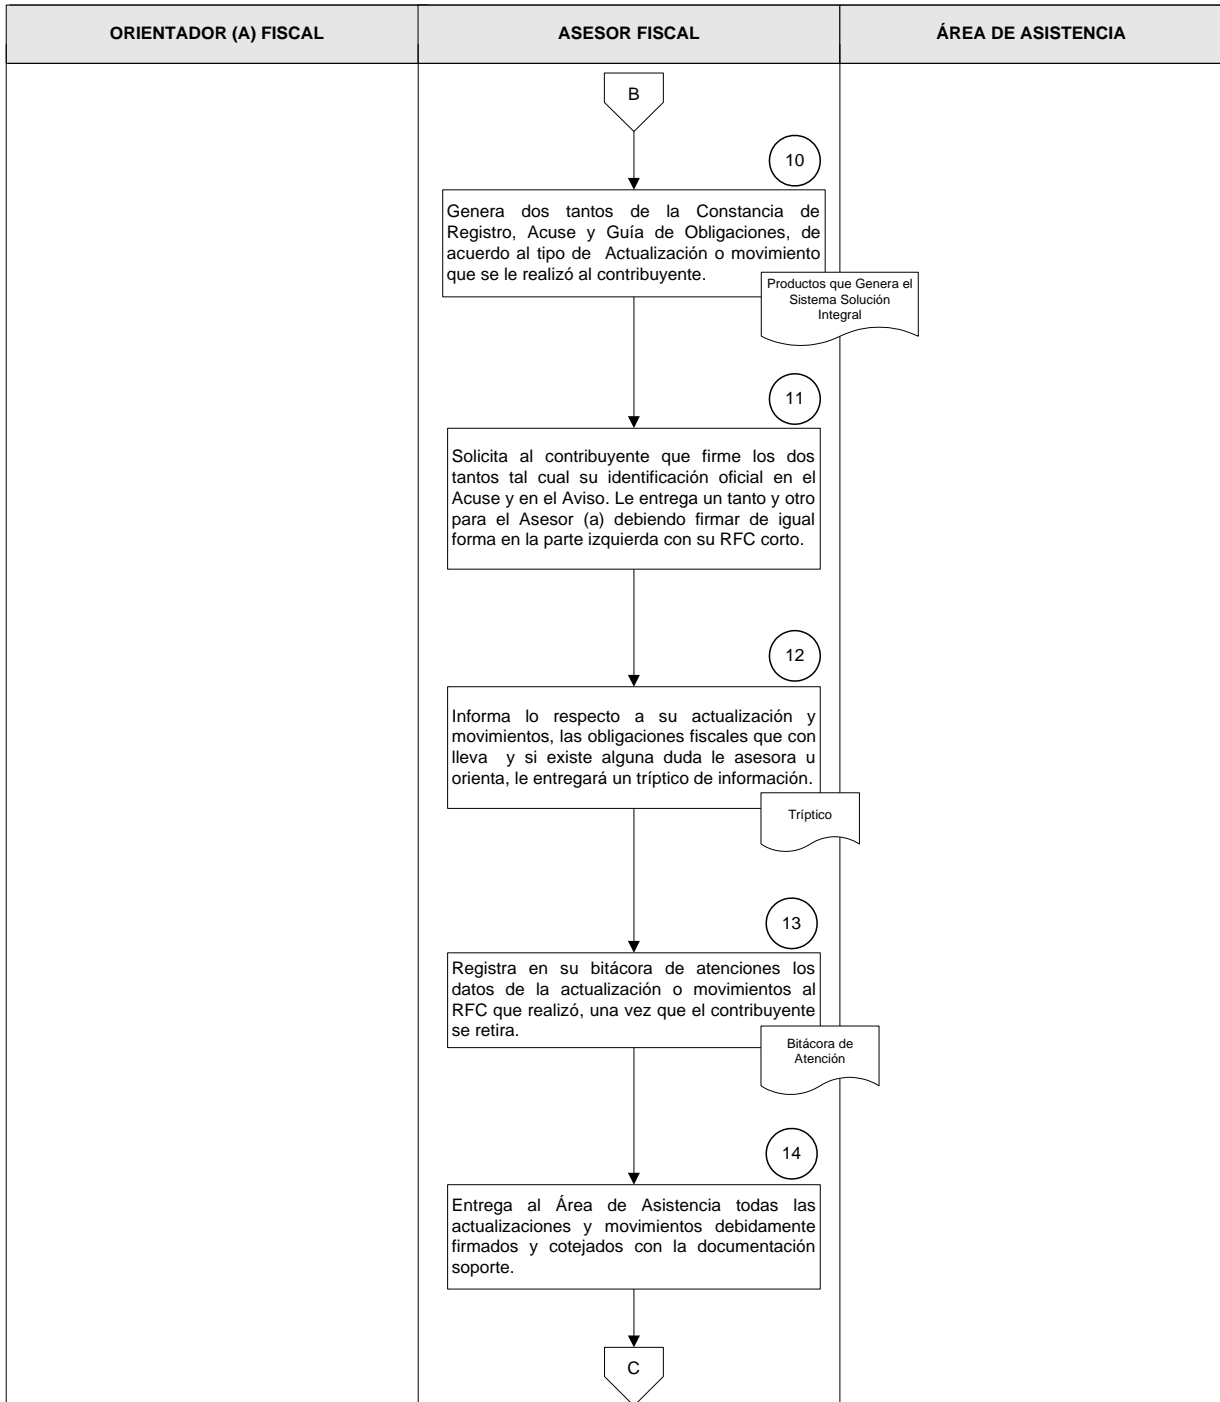 ORIENTADOR (A) FISCAL
ASESOR FISCAL
ÁREA DE ASISTENCIA
B
10
Genera dos tantos de la Constancia de
Registro, Acuse y Guía de Obligaciones, de
acuerdo al tipo de Actualización o movimiento
que se le realizó al contribuyente.
Productos que Genera el
Sistema Solución
Integral
11
Solicita al contribuyente que firme los dos
tantos tal cual su identificación oficial en el
Acuse y en el Aviso. Le entrega un tanto y otro
para el Asesor (a) debiendo firmar de igual
forma en la parte izquierda con su RFC corto.
12
Informa lo respecto a su actualización y
movimientos, las obligaciones fiscales que con
lleva y si existe alguna duda le asesora u
orienta, le entregará un tríptico de información.
Tríptico
13
Registra en su bitácora de atenciones los
datos de la actualización o movimientos al
RFC que realizó, una vez que el contribuyente
se retira.
Bitácora de
Atención
14
Entrega al Área de Asistencia todas las
actualizaciones y movimientos debidamente
firmados y cotejados con la documentación
soporte.
C